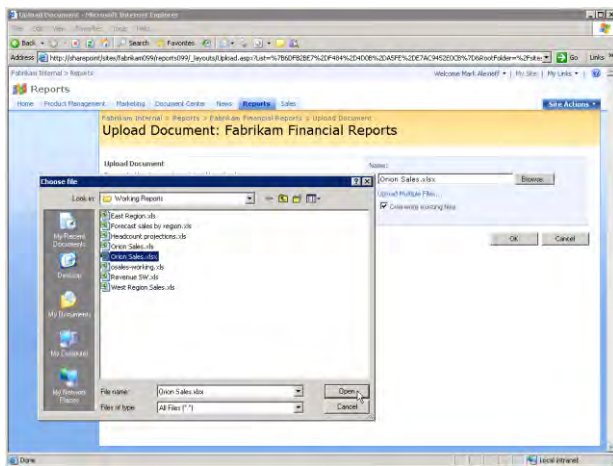 Upload Document - Microsoft Internet Explorer
File Edit View Favorites Tools Help
Back Search Favorites
Address http://sharepoint/sites/fabrikam099/reports099/_layouts/Upload.aspx?List= Go Links
Fabrikam Internal > Reports Welcome Mark Alexieff My Site My Links
Reports
Home Product Management Marketing Document Center News Reports Sales Site Actions
Fabrikam Internal > Reports > Fabrikam Financial Reports > Upload Document
Upload Document: Fabrikam Financial Reports
Upload Document
Name:
Orion Sales.xlsx Browse...
Upload Multiple Files...
Overwrite existing files
OK Cancel
Choose file
Look in: Working Reports
East Region.xls
Forecast sales by region.xls
Headcount projections.xls
Orion Sales.xls
Orion Sales.xlsx
osales-working.xls
Revenue SW.xls
West Region Sales.xls
My Recent Documents
Desktop
My Documents
My Computer
My Network Places
File name: Orion Sales.xlsx Open
Files of type: All Files (*.*) Cancel
Done Local intranet